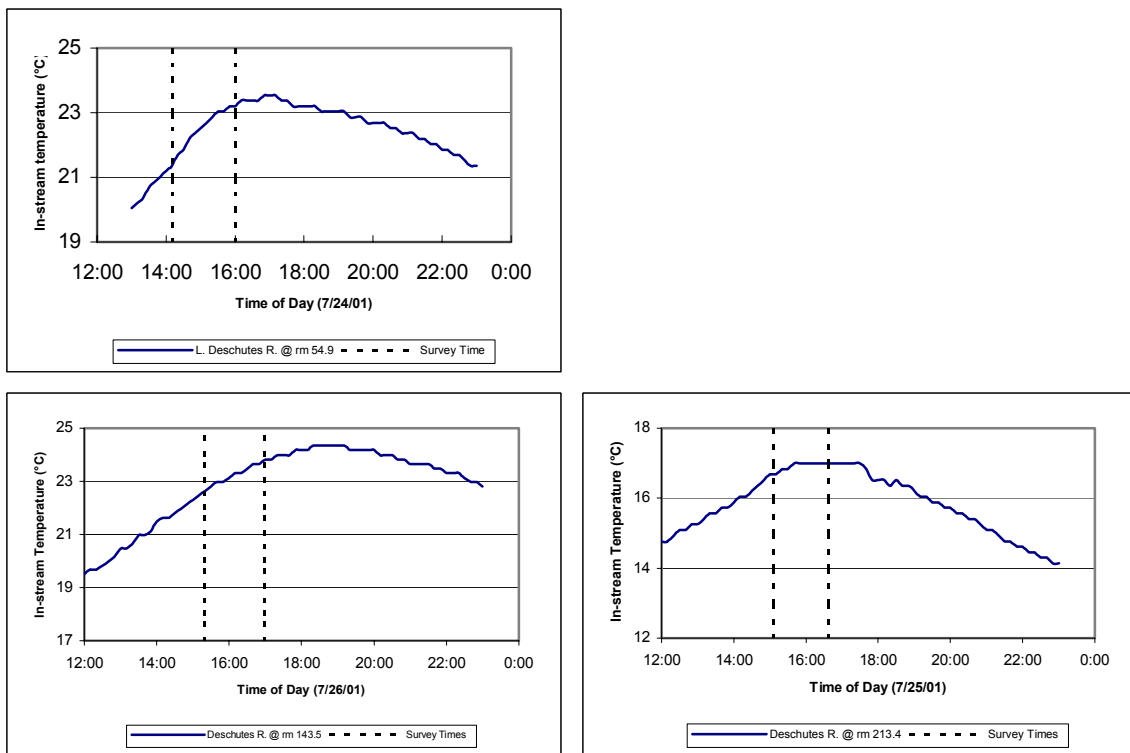 In-stream temperature (°C)
25
23
21
19
12:00 14:00 16:00 18:00 20:00 22:00 0:00
Time of Day (7/24/01)
L. Deschutes R. @ rm 54.9 Survey Time
In-stream Temperature (°C)
25
23
21
19
17
12:00 14:00 16:00 18:00 20:00 22:00 0:00
Time of Day (7/26/01)
Deschutes R. @ rm 143.5 Survey Times
In-stream Temperature (°C)
18
16
14
12
12:00 14:00 16:00 18:00 20:00 22:00 0:00
Time of Day (7/25/01)
Deschutes R. @ rm 213.4 Survey Times